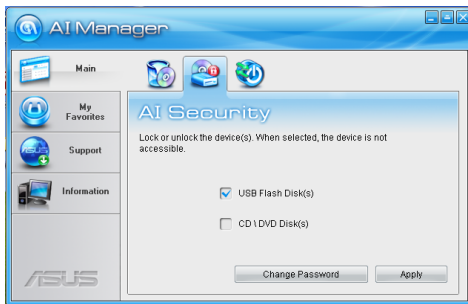 AI Manager
Main
My
Favorites
Support
Information
AI Security
Lock or unlock the device(s). When selected, the device is not
accessible.
USB Flash Disk(s)
CD \ DVD Disk(s)
Change Password
Apply
ASUS